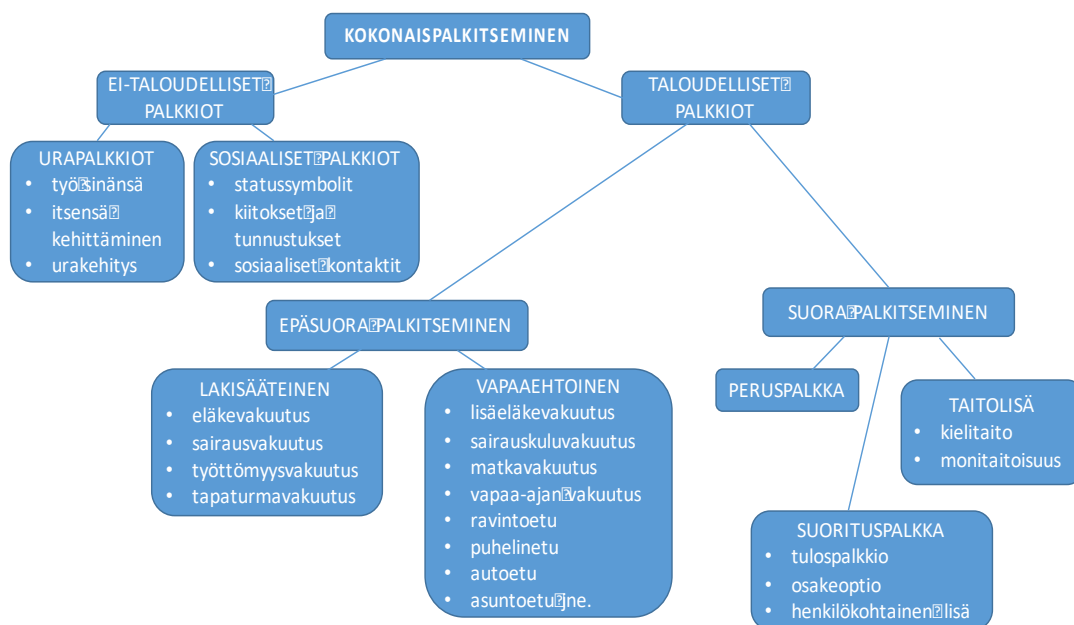 KOKONAISPALKITSEMINEN
EI-TALOUDELLISET
PALKKIOT
TALOUDELLISET
PALKKIOT
URAPALKKIOT
• työ sinänsä
• itsensä
kehittäminen
• urakehitys
SOSIAALISET PALKKIOT
• statussymbolit
• kiitokset ja
tunnustukset
• sosiaaliset kontaktit
EPÄSUORA PALKITSEMINEN
SUORA PALKITSEMINEN
LAKISÄÄTEINEN
• eläkevakuutus
• sairausvakuutus
• työttömyysvakuutus
• tapaturmavakuutus
VAPAAEHTOINEN
• lisäeläkevakuutus
• sairauskuluvakuutus
• matkavakuutus
• vapaa-ajan vakuutus
• ravintoetu
• puhelinetu
• autoetu
• asuntoetu jne.
PERUSPALKKA
TAITOLISÄ
• kielitaito
• monitaitoisuus
SUORITUSPALKKA
• tulospalkkio
• osakeoptio
• henkilökohtainen lisä